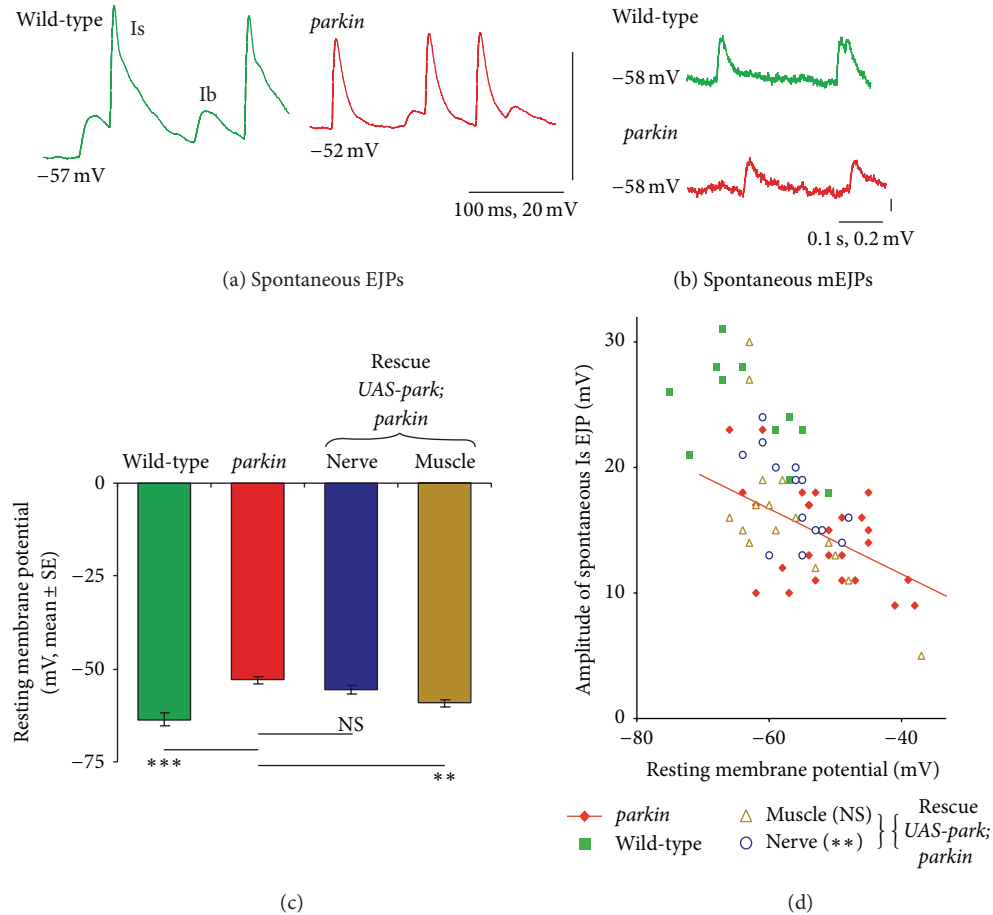 Wild-type
Is
Ib
−57 mV
parkin
−52 mV
100 ms, 20 mV
(a) Spontaneous EJPs
Wild-type
−58 mV
parkin
−58 mV
0.1 s, 0.2 mV
(b) Spontaneous mEJPs
Rescue
UAS-park;
parkin
Wild-type parkin Nerve Muscle
0
−25
−50
−75
Resting membrane potential
(mV, mean ± SE)
NS
***
**
(c)
30
20
10
0
Amplitude of spontaneous Is EJP (mV)
−80 −60 −40
Resting membrane potential (mV)
parkin
Wild-type
Muscle (NS)
Nerve (**)
Rescue
UAS-park;
parkin
(d)